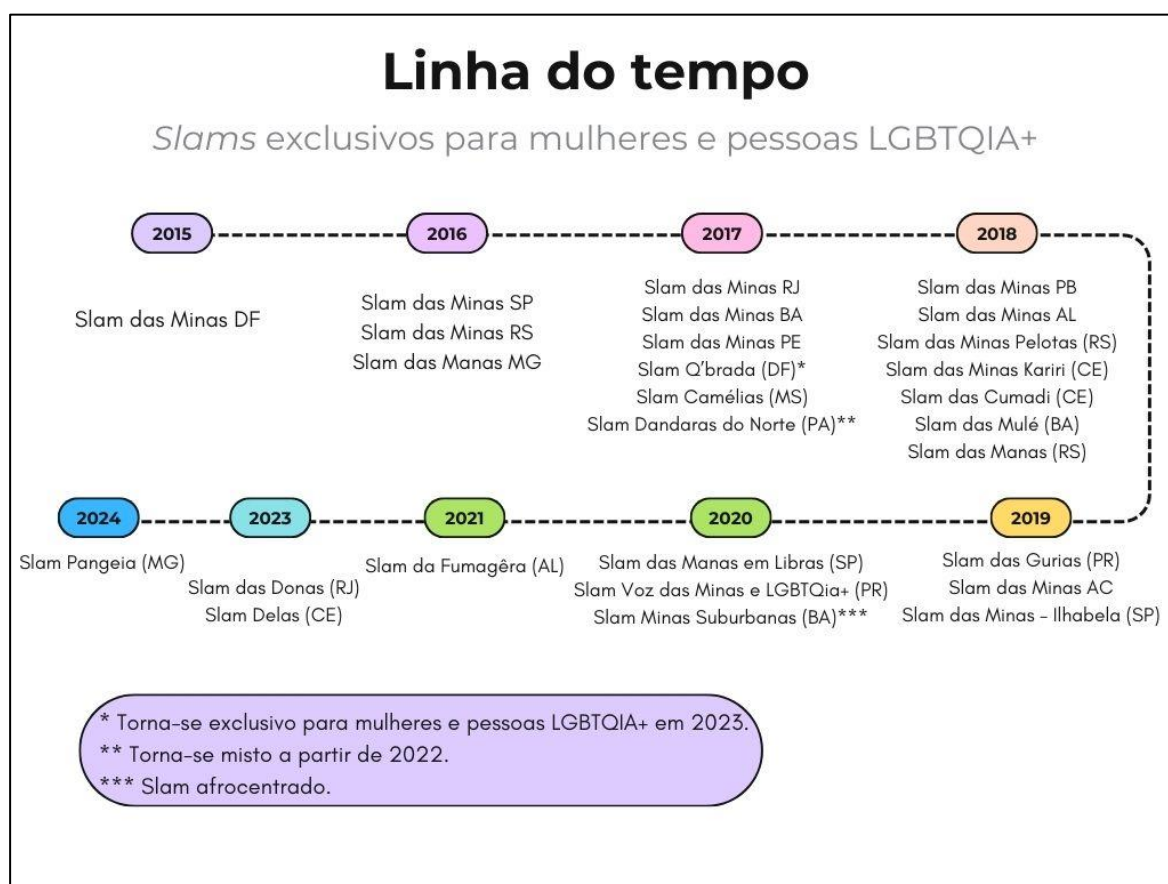 Linha do tempo
Slams exclusivos para mulheres e pessoas LGBTQIA+
2015
Slam das Minas DF
2016
Slam das Minas SP
Slam das Minas RS
Slam das Manas MG
2017
Slam das Minas RJ
Slam das Minas BA
Slam das Minas PE
Slam Q'brada (DF)*
Slam Camélias (MS)
Slam Dandaras do Norte (PA)**
2018
Slam das Minas PB
Slam das Minas AL
Slam das Minas Pelotas (RS)
Slam das Minas Kariri (CE)
Slam das Cumadi (CE)
Slam das Mulé (BA)
Slam das Manas (RS)
2019
Slam das Gurias (PR)
Slam das Minas AC
Slam das Minas - Ilhabela (SP)
2020
Slam das Manas em Libras (SP)
Slam Voz das Minas e LGBTQia+ (PR)
Slam Minas Suburbanas (BA)***
2021
Slam da Fumagêra (AL)
2023
Slam das Donas (RJ)
Slam Delas (CE)
2024
Slam Pangeia (MG)
* Torna-se exclusivo para mulheres e pessoas LGBTQIA+ em 2023.
** Torna-se misto a partir de 2022.
*** Slam afrocentrado.